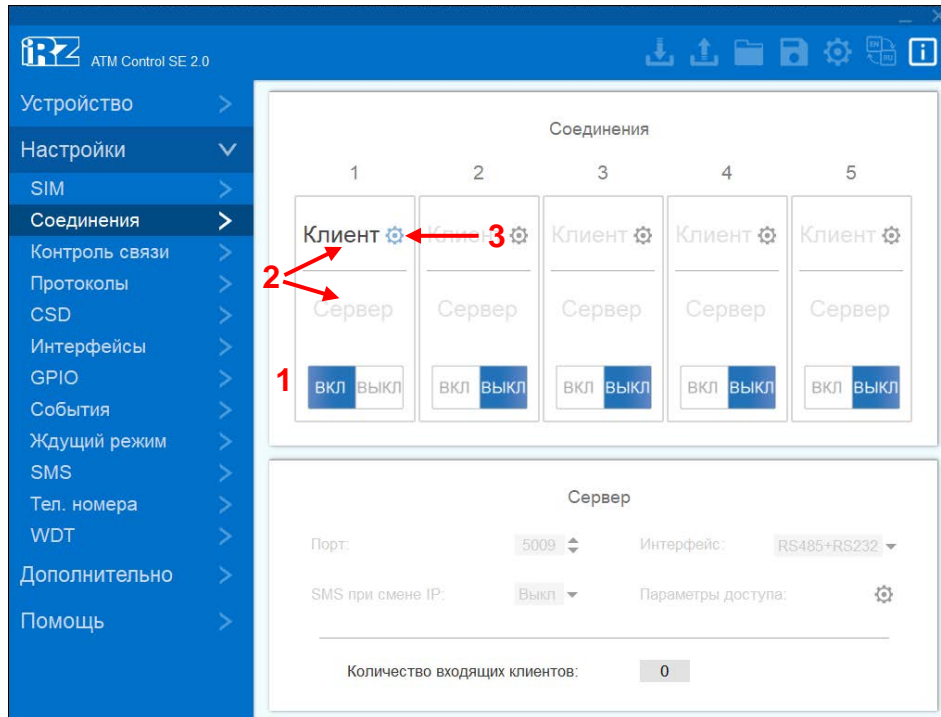 iRZ ATM Control SE 2.0
EN
RU
i
Устройство
Настройки
SIM
Соединения
Контроль связи
Протоколы
CSD
Интерфейсы
GPIO
События
Ждущий режим
SMS
Тел. номера
WDT
Дополнительно
Помощь
Соединения
1 2 3 4 5
Клиент 3 Клиент Клиент Клиент Клиент
2
Сервер Сервер Сервер Сервер Сервер
1 ВКЛ ВЫКЛ ВКЛ ВЫКЛ ВКЛ ВЫКЛ ВКЛ ВЫКЛ ВКЛ ВЫКЛ
Сервер
Порт: 5009 Интерфейс: RS485+RS232
SMS при смене IP: Выкл Параметры доступа:
Количество входящих клиентов: 0